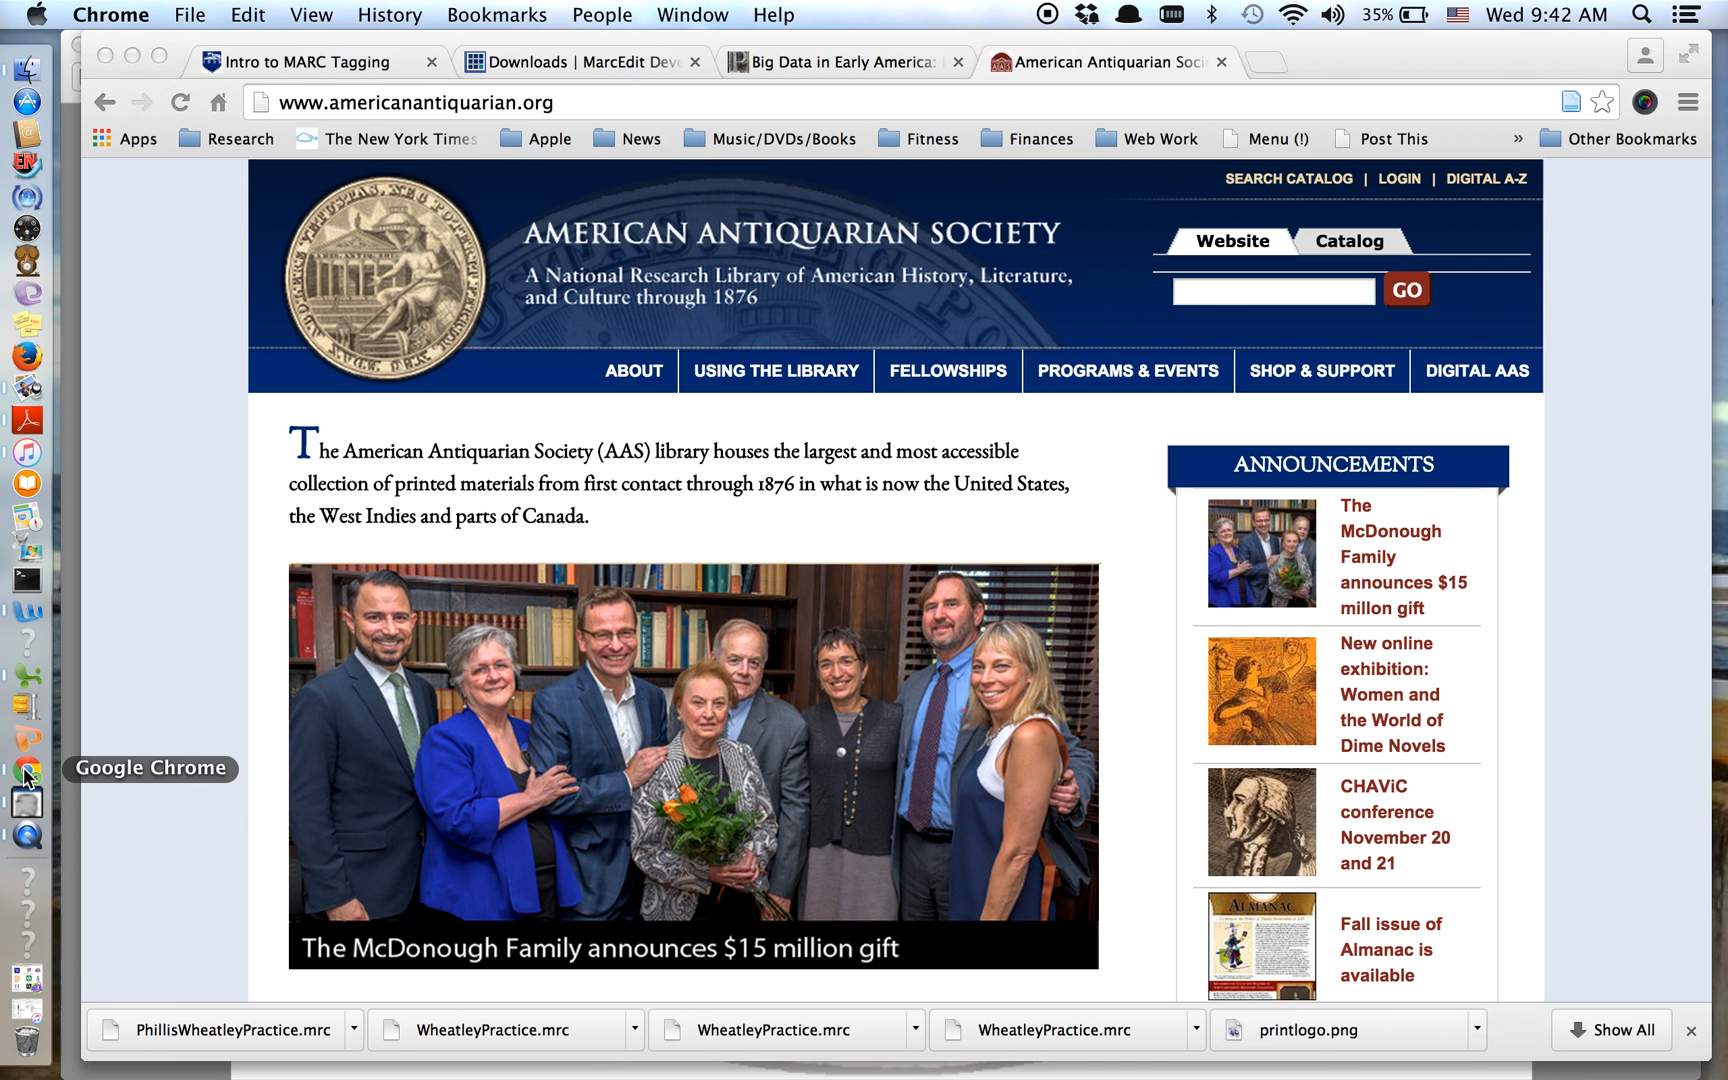 Chrome File Edit View History Bookmarks People Window Help 35% Wed 9:42 AM
Intro to MARC Tagging
Downloads | MarcEdit Deve
Big Data in Early America:
American Antiquarian Soci
www.americanantiquarian.org
Apps Research The New York Times Apple News Music/DVDs/Books Fitness Finances Web Work Menu (!) Post This » Other Bookmarks
SEARCH CATALOG | LOGIN | DIGITAL A-Z
AMERICAN ANTIQUARIAN SOCIETY
A National Research Library of American History, Literature,
and Culture through 1876
Website Catalog
GO
ABOUT USING THE LIBRARY FELLOWSHIPS PROGRAMS & EVENTS SHOP & SUPPORT DIGITAL AAS
The American Antiquarian Society (AAS) library houses the largest and most accessible
collection of printed materials from first contact through 1876 in what is now the United States,
the West Indies and parts of Canada.
The McDonough Family announces $15 million gift
ANNOUNCEMENTS
The
McDonough
Family
announces $15
millon gift
New online
exhibition:
Women and
the World of
Dime Novels
CHAViC
conference
November 20
and 21
ALMANAC
Fall issue of
Almanac is
available
Google Chrome
PhillisWheatleyPractice.mrc
WheatleyPractice.mrc
WheatleyPractice.mrc
WheatleyPractice.mrc
printlogo.png
Show All